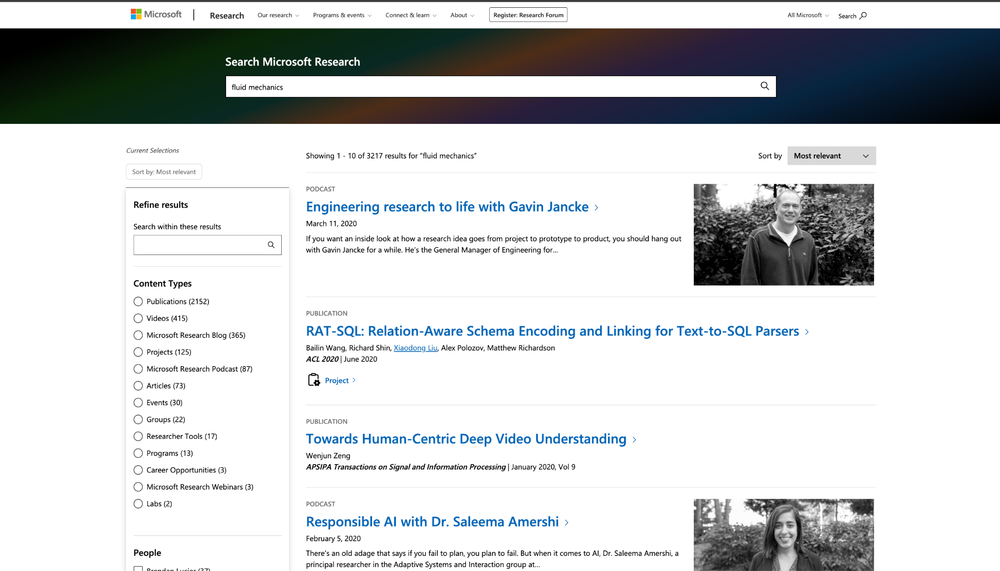 Microsoft
Research
Our research
Programs & events
Connect & learn
About
Register: Research Forum
All Microsoft
Search
Search Microsoft Research
fluid mechanics
Current Selections
Sort by: Most relevant
Refine results
Search within these results
Content Types
Publications (2152)
Videos (415)
Microsoft Research Blog (365)
Projects (125)
Microsoft Research Podcast (87)
Articles (73)
Events (30)
Groups (22)
Researcher Tools (17)
Programs (13)
Career Opportunities (3)
Microsoft Research Webinars (3)
Labs (2)
People
Brendan Lucier (37)
Showing 1 - 10 of 3217 results for “fluid mechanics”
Sort by
Most relevant
PODCAST
Engineering research to life with Gavin Jancke
March 11, 2020
If you want an inside look at how a research idea goes from project to prototype to product, you should hang out
with Gavin Jancke for a while. He’s the General Manager of Engineering for…
PUBLICATION
RAT-SQL: Relation-Aware Schema Encoding and Linking for Text-to-SQL Parsers
Bailin Wang, Richard Shin, Xiaodong Liu, Alex Polozov, Matthew Richardson
ACL 2020 | June 2020
Project
PUBLICATION
Towards Human-Centric Deep Video Understanding
Wenjun Zeng
APSIPA Transactions on Signal and Information Processing | January 2020, Vol 9
PODCAST
Responsible AI with Dr. Saleema Amershi
February 5, 2020
There’s an old adage that says if you fail to plan, you plan to fail. But when it comes to AI, Dr. Saleema Amershi, a
principal researcher in the Adaptive Systems and Interaction group at…